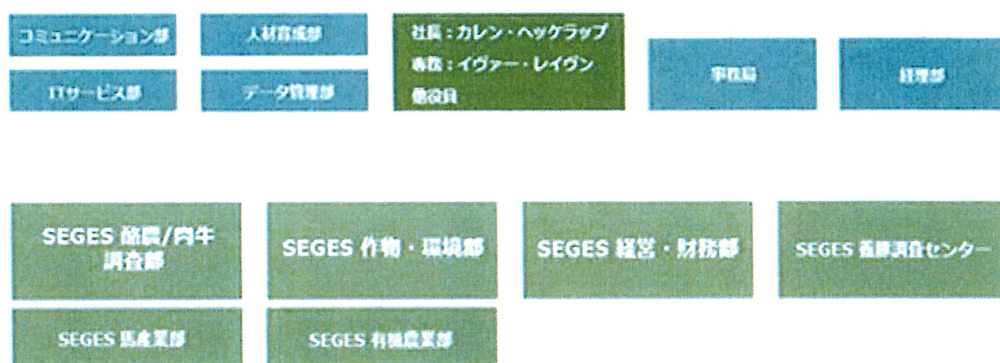 コミュニケーション部
人材育成部
社長：カレン・ヘッケラップ
専務：イヴァー・レイヴン
他役員
事務局
経理部
ITサービス部
データ管理部
SEGES 酪農/肉牛
調査部
SEGES 作物・環境部
SEGES 経営・財務部
SEGES 養豚調査センター
SEGES 馬産業部
SEGES 有機農業部